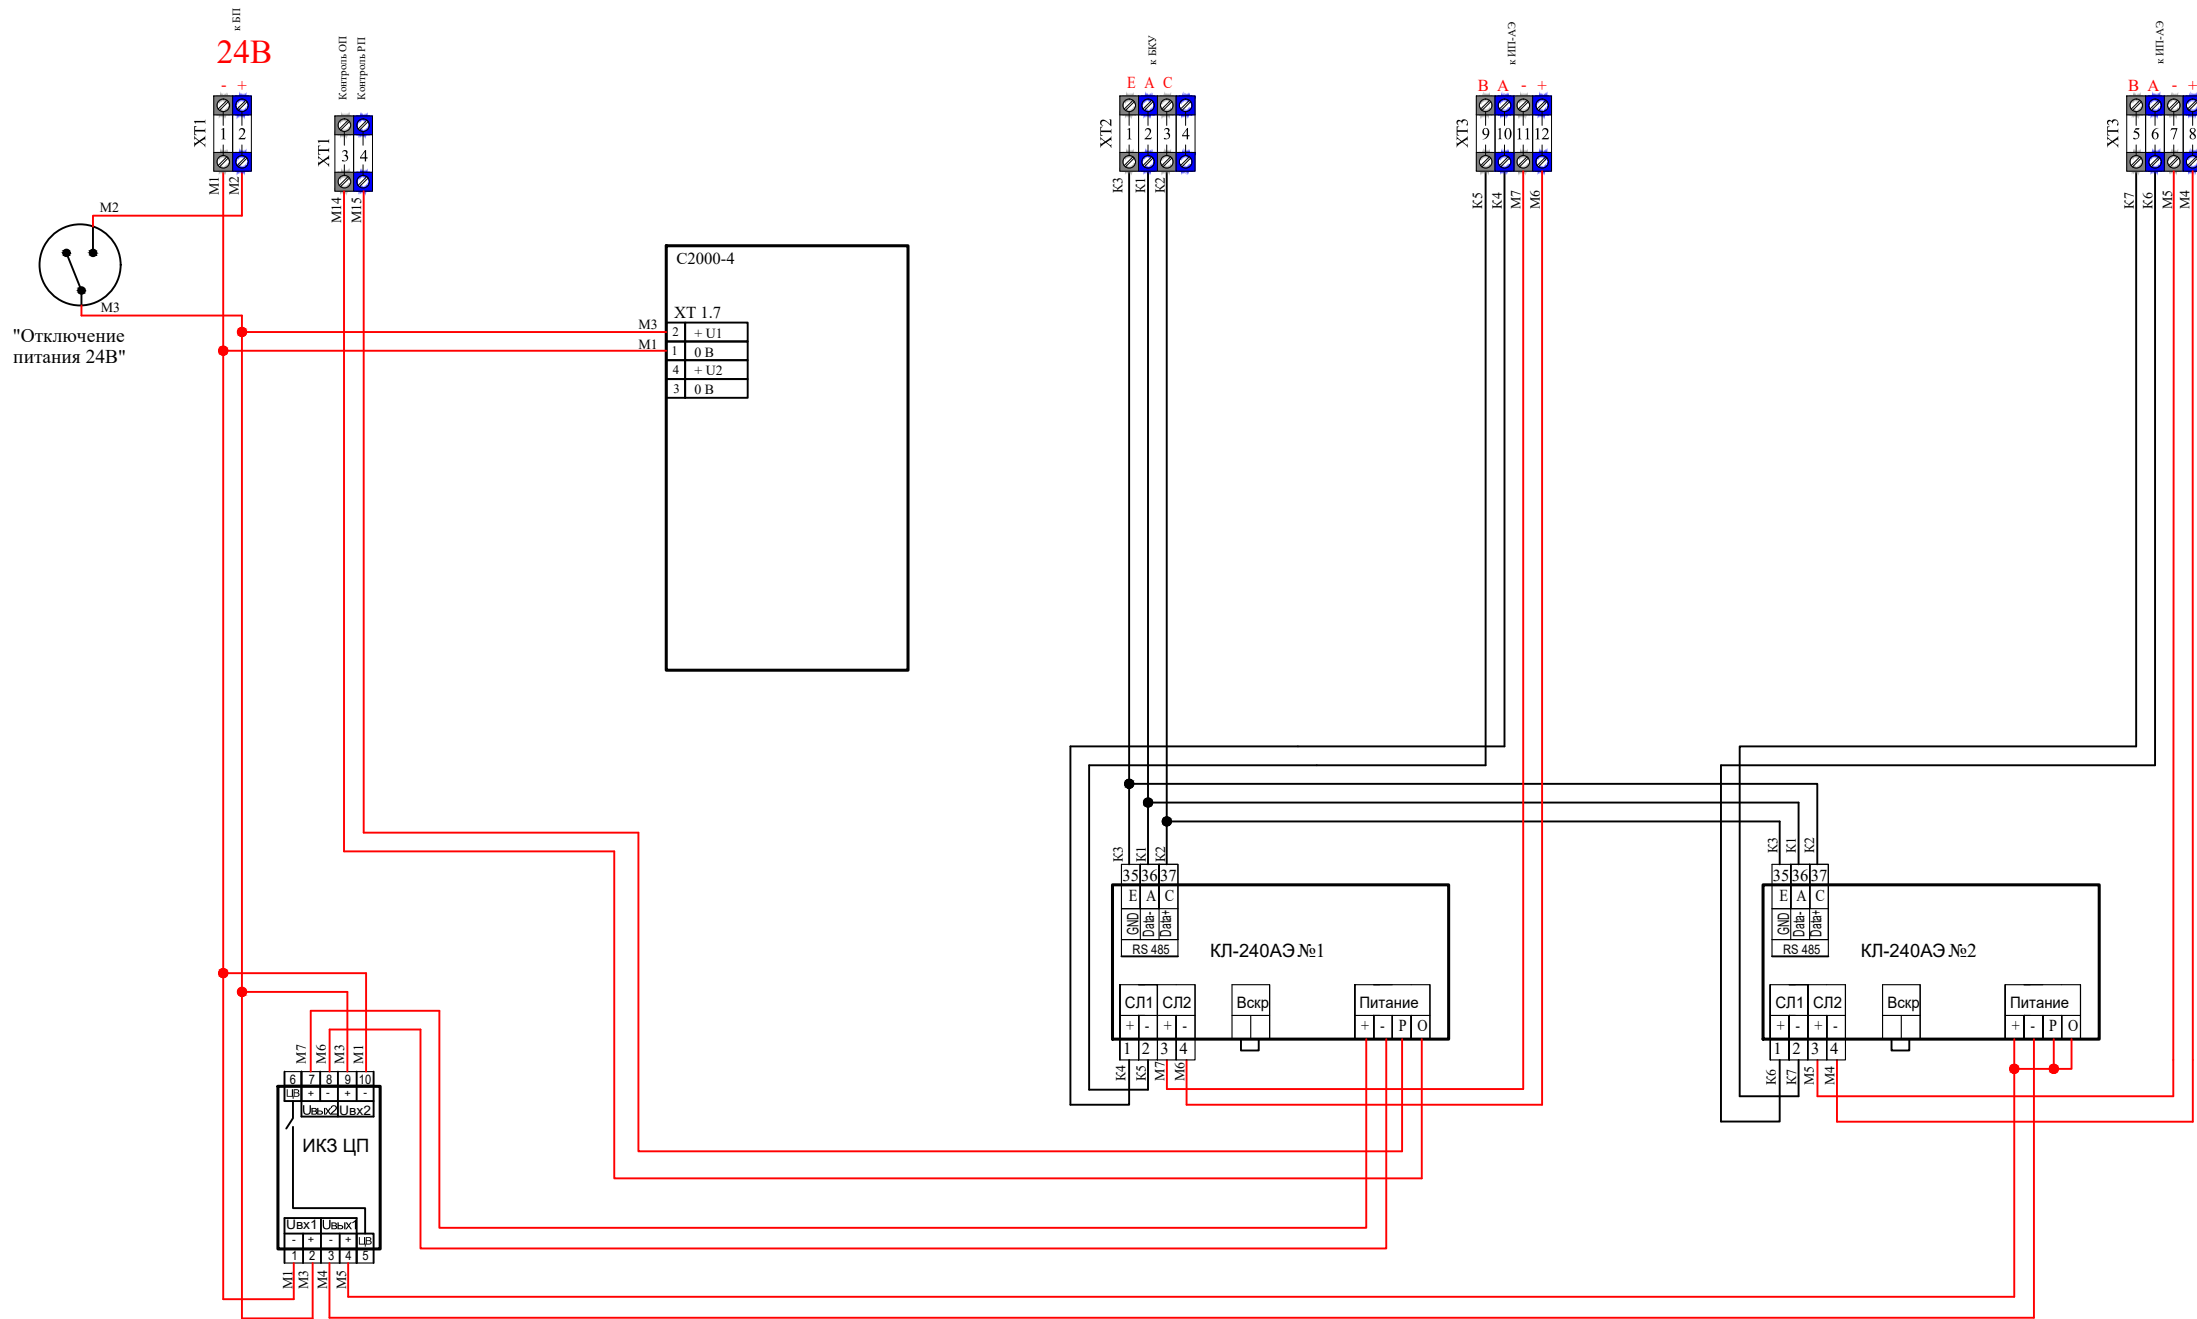 к БП
24В
- +
XT1
1 2
M1 M2
Контроль ОП
Контроль РП
XT1
3 4
M14 M15
M2
M3
"Отключение
питания 24В"
C2000-4
XT 1.7
M3 2 + U1
M1 1 0 В
4 + U2
3 0 В
к БКУ
E A C
XT2
1 2 3 4
K3 K1 K2
к ИП-АЭ
B A - +
XT3
9 10 11 12
K5 K4 M7 M6
к ИП-АЭ
B A - +
XT3
5 6 7 8
K7 K6 M5 M4
K3 K1 K2
35 36 37
E A C
GND Data- Data+
RS 485
КЛ-240АЭ №1
СЛ1 СЛ2
+ - + -
1 2 3 4
K4 K5 M7 M6
Вскр
Питание
+ - P O
K3 K1 K2
35 36 37
E A C
GND Data- Data+
RS 485
КЛ-240АЭ №2
СЛ1 СЛ2
+ - + -
1 2 3 4
K6 K7 M5 M4
Вскр
Питание
+ - P O
M7 M6 M3 M1
6 7 8 9 10
ЦВ + - + -
Uвых2 Uвх2
ИКЗ ЦП
Uвх1 Uвых1
- + - + ЦВ
1 2 3 4 5
M1 M3 M4 M5